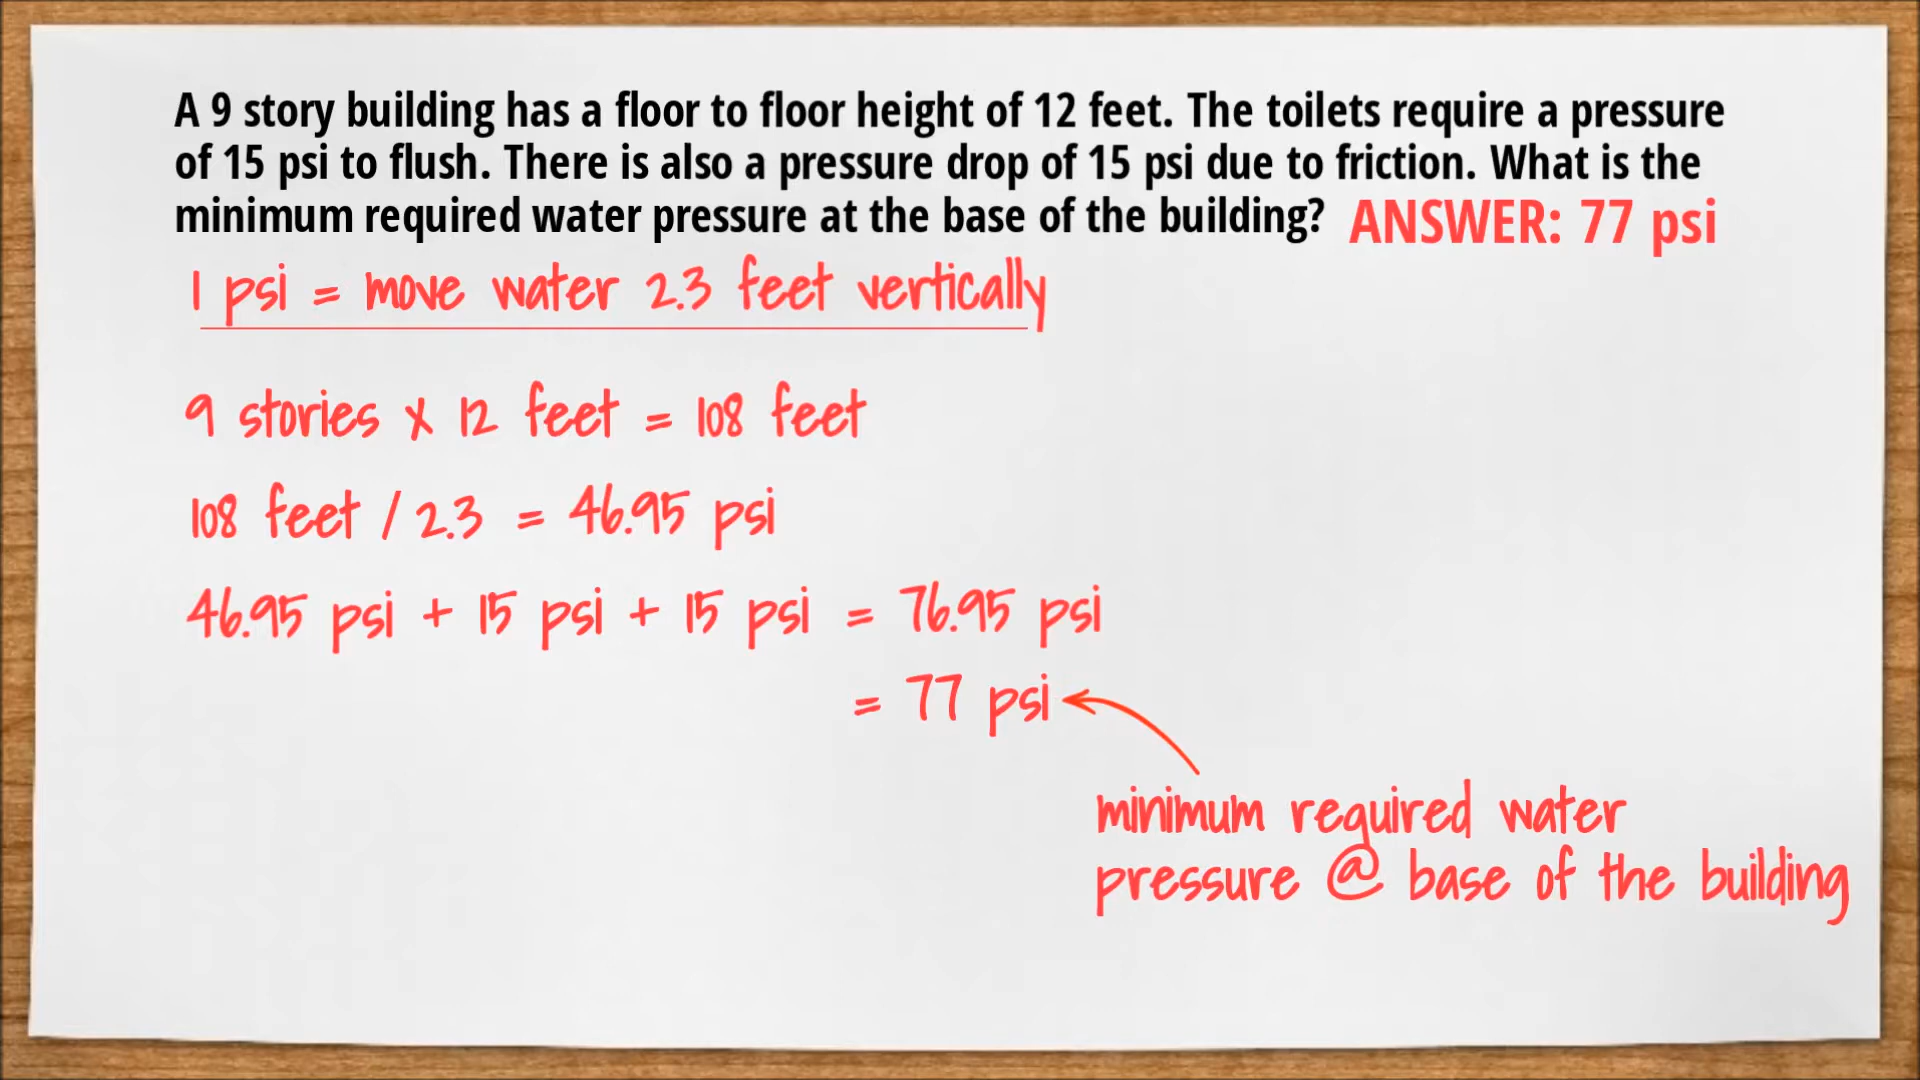 A 9 story building has a floor to floor height of 12 feet. The toilets require a pressure
of 15 psi to flush. There is also a pressure drop of 15 psi due to friction. What is the
minimum required water pressure at the base of the building? ANSWER: 77 psi
1 psi = move water 2.3 feet vertically
9 stories x 12 feet = 108 feet
108 feet / 2.3 = 46.95 psi
46.95 psi + 15 psi + 15 psi = 76.95 psi
= 77 psi
minimum required water
pressure @ base of the building